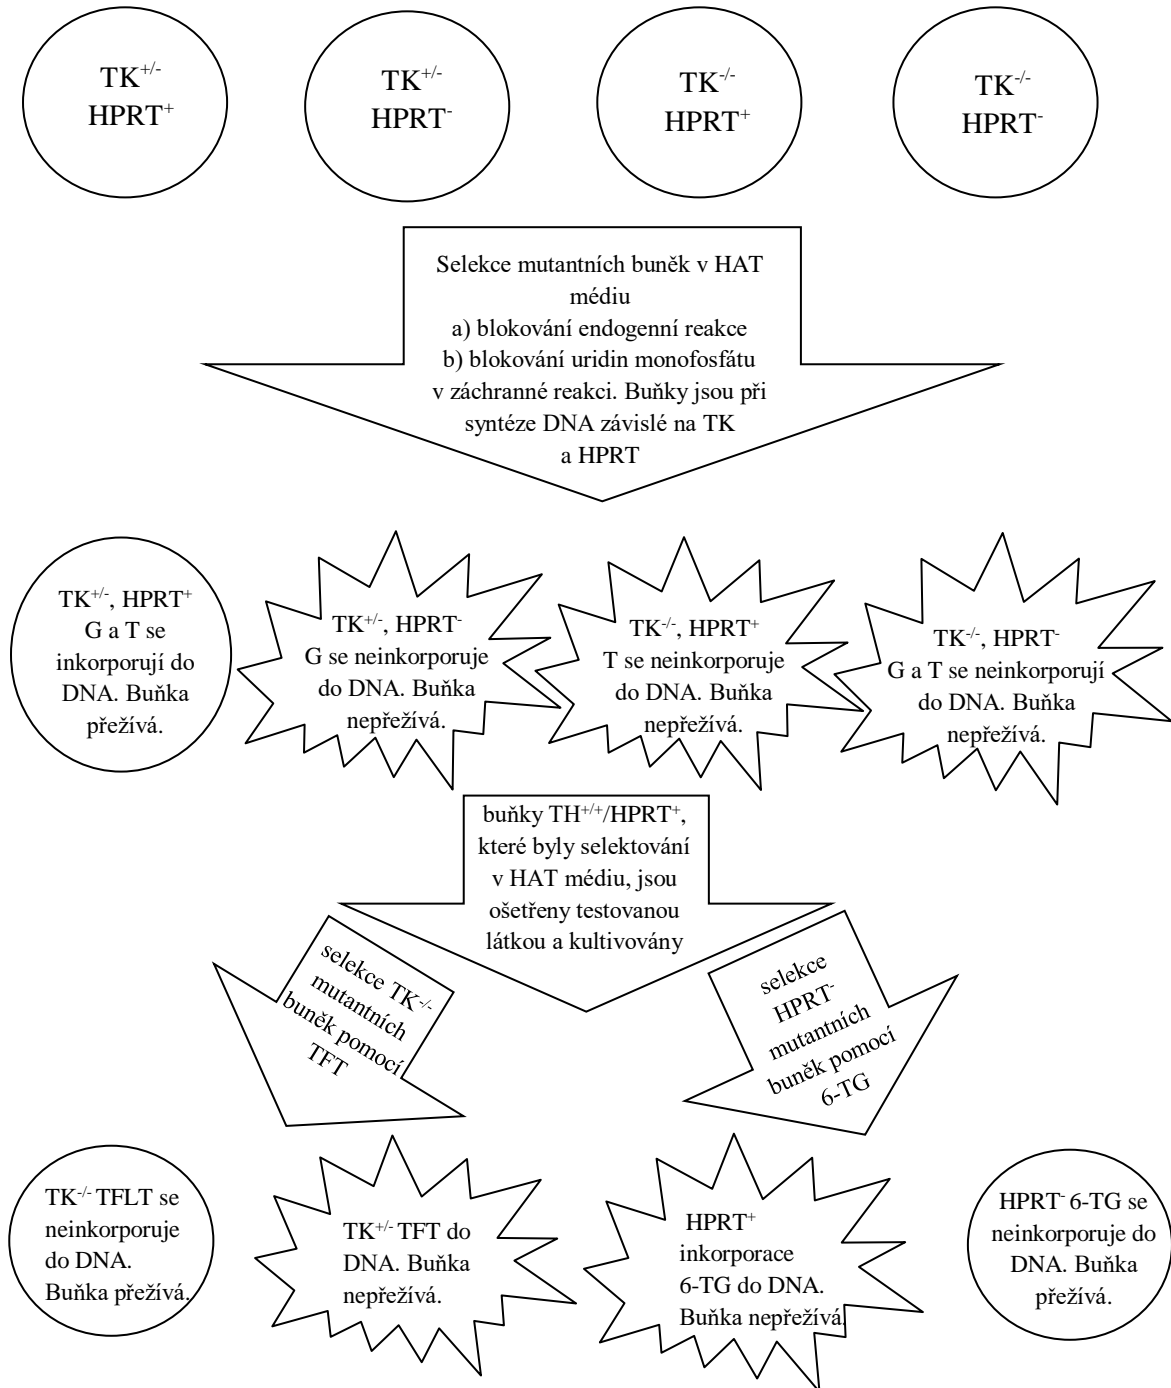 TK+/-
HPRT+
TK+/-
HPRT-
TK-/-
HPRT+
TK-/-
HPRT-
Selekce mutantních buněk v HAT
médiu
a) blokování endogenní reakce
b) blokování uridin monofosfátu
v záchranné reakci. Buňky jsou při
syntéze DNA závislé na TK
a HPRT
TK+/-, HPRT+
G a T se
inkorporují do
DNA. Buňka
přežívá.
TK+/-, HPRT-
G se neinkorporuje
do DNA. Buňka
nepřežívá.
TK-/-, HPRT+
T se neinkorporuje
do DNA. Buňka
nepřežívá.
TK-/-, HPRT-
G a T se neinkorporují
do DNA. Buňka
nepřežívá.
buňky TH+/+/HPRT+,
které byly selektování
v HAT médiu, jsou
ošetřeny testovanou
látkou a kultivovány
selekce TK-/-
mutantních
buněk pomocí
TFT
selekce
HPRT-
mutantních
buněk pomocí
6-TG
TK-/- TFLT se
neinkorporuje
do DNA.
Buňka přežívá.
TK+/- TFT do
DNA. Buňka
nepřežívá.
HPRT+
inkorporace
6-TG do DNA.
Buňka nepřežívá.
HPRT- 6-TG se
neinkorporuje do
DNA. Buňka
přežívá.